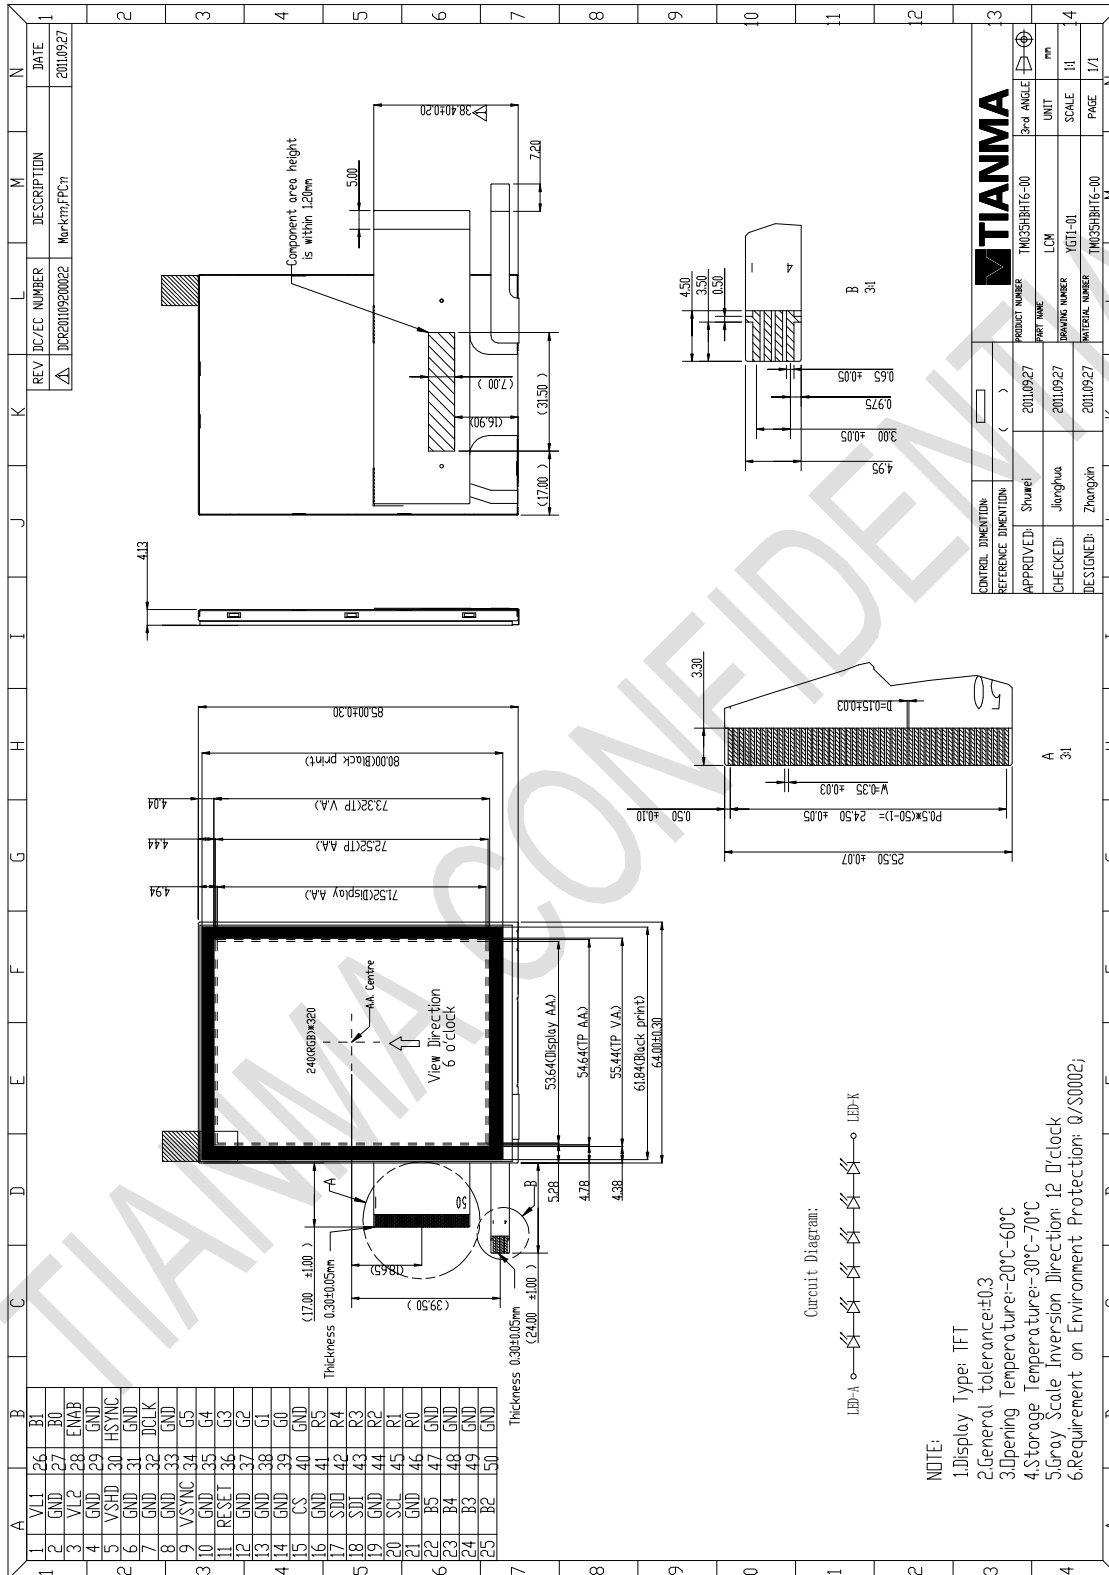 REV DC/EC NUMBER DESCRIPTION DATE
DCR201109200022 Mark???,FPC?? 2011.09.27
1 VL1 26 B1
2 GND 27 B0
3 VL2 28 ENAB
4 GND 29 GND
5 VSHD 30 HSYNC
6 GND 31 GND
7 GND 32 DCLK
8 GND 33 GND
9 VSYNC 34 G5
10 GND 35 G4
11 RESET 36 G3
12 GND 37 G2
13 GND 38 G1
14 GND 39 G0
15 CS 40 GND
16 GND 41 R5
17 SDO 42 R4
18 SDI 43 R3
19 GND 44 R2
20 SCL 45 R1
21 GND 46 R0
22 B5 47 GND
23 B4 48 GND
24 B3 49 GND
25 B2 50 GND
(17.00 ±1.00 )
Thickness 0.30±0.05mm
(18.65)
( 39.50 )
Thickness 0.30±0.05mm
(24.00 ±1.00 )
A
50
B
240(RGB)*320
A.A. Centre
View Direction
6 o'clock
4.94
71.52(Display A.A.)
4.44
72.52(TP A.A.)
4.04
73.32(TP V.A.)
80.00(Black print)
85.00±0.30
5.28
53.64(Display A.A.)
4.78
54.64(TP A.A.)
4.38
55.44(TP V.A.)
61.84(Black print)
64.00±0.30
4.13
Component area height
is within 1.20mm
5.00
38.40±0.20
7.20
(7.00 )
(16.90)
( 31.50 )
(17.00 )
4.50
3.50
0.50
0.65 ±0.05
0.975
3.00 ±0.05
4.95
B
3:1
3.30
D=0.15±0.03
W=0.35 ±0.03
0.50 ±0.10
P0.5*(50-1)= 24.50 ±0.05
25.50 ±0.07
A
3:1
Curcuit Diagram:
LED-A LED-K
NOTE:
1.Display Type: TFT
2.General tolerance:±0.3
3.Opening Temperature:-20°C-60°C
4.Storage Temperature:-30°C-70°C
5.Gray Scale Inversion Direction: 12 O'clock
6.Requirement on Environment Protection: Q/S0002;
CONTROL DIMENTION:
REFERENCE DIMENTION: ( )
APPROVED: Shuwei 2011.09.27
CHECKED: Jianghua 2011.09.27
DESIGNED: Zhangxin 2011.09.27
TIANMA
PRODUCT NUMBER TM035HBHT6-00 3rd ANGLE
PART NAME LCM UNIT mm
DRAWING NUMBER YGT1-01 SCALE 1:1
MATERIAL NUMBER TM035HBHT6-00 PAGE 1/1
TIANMA CONFIDENTI